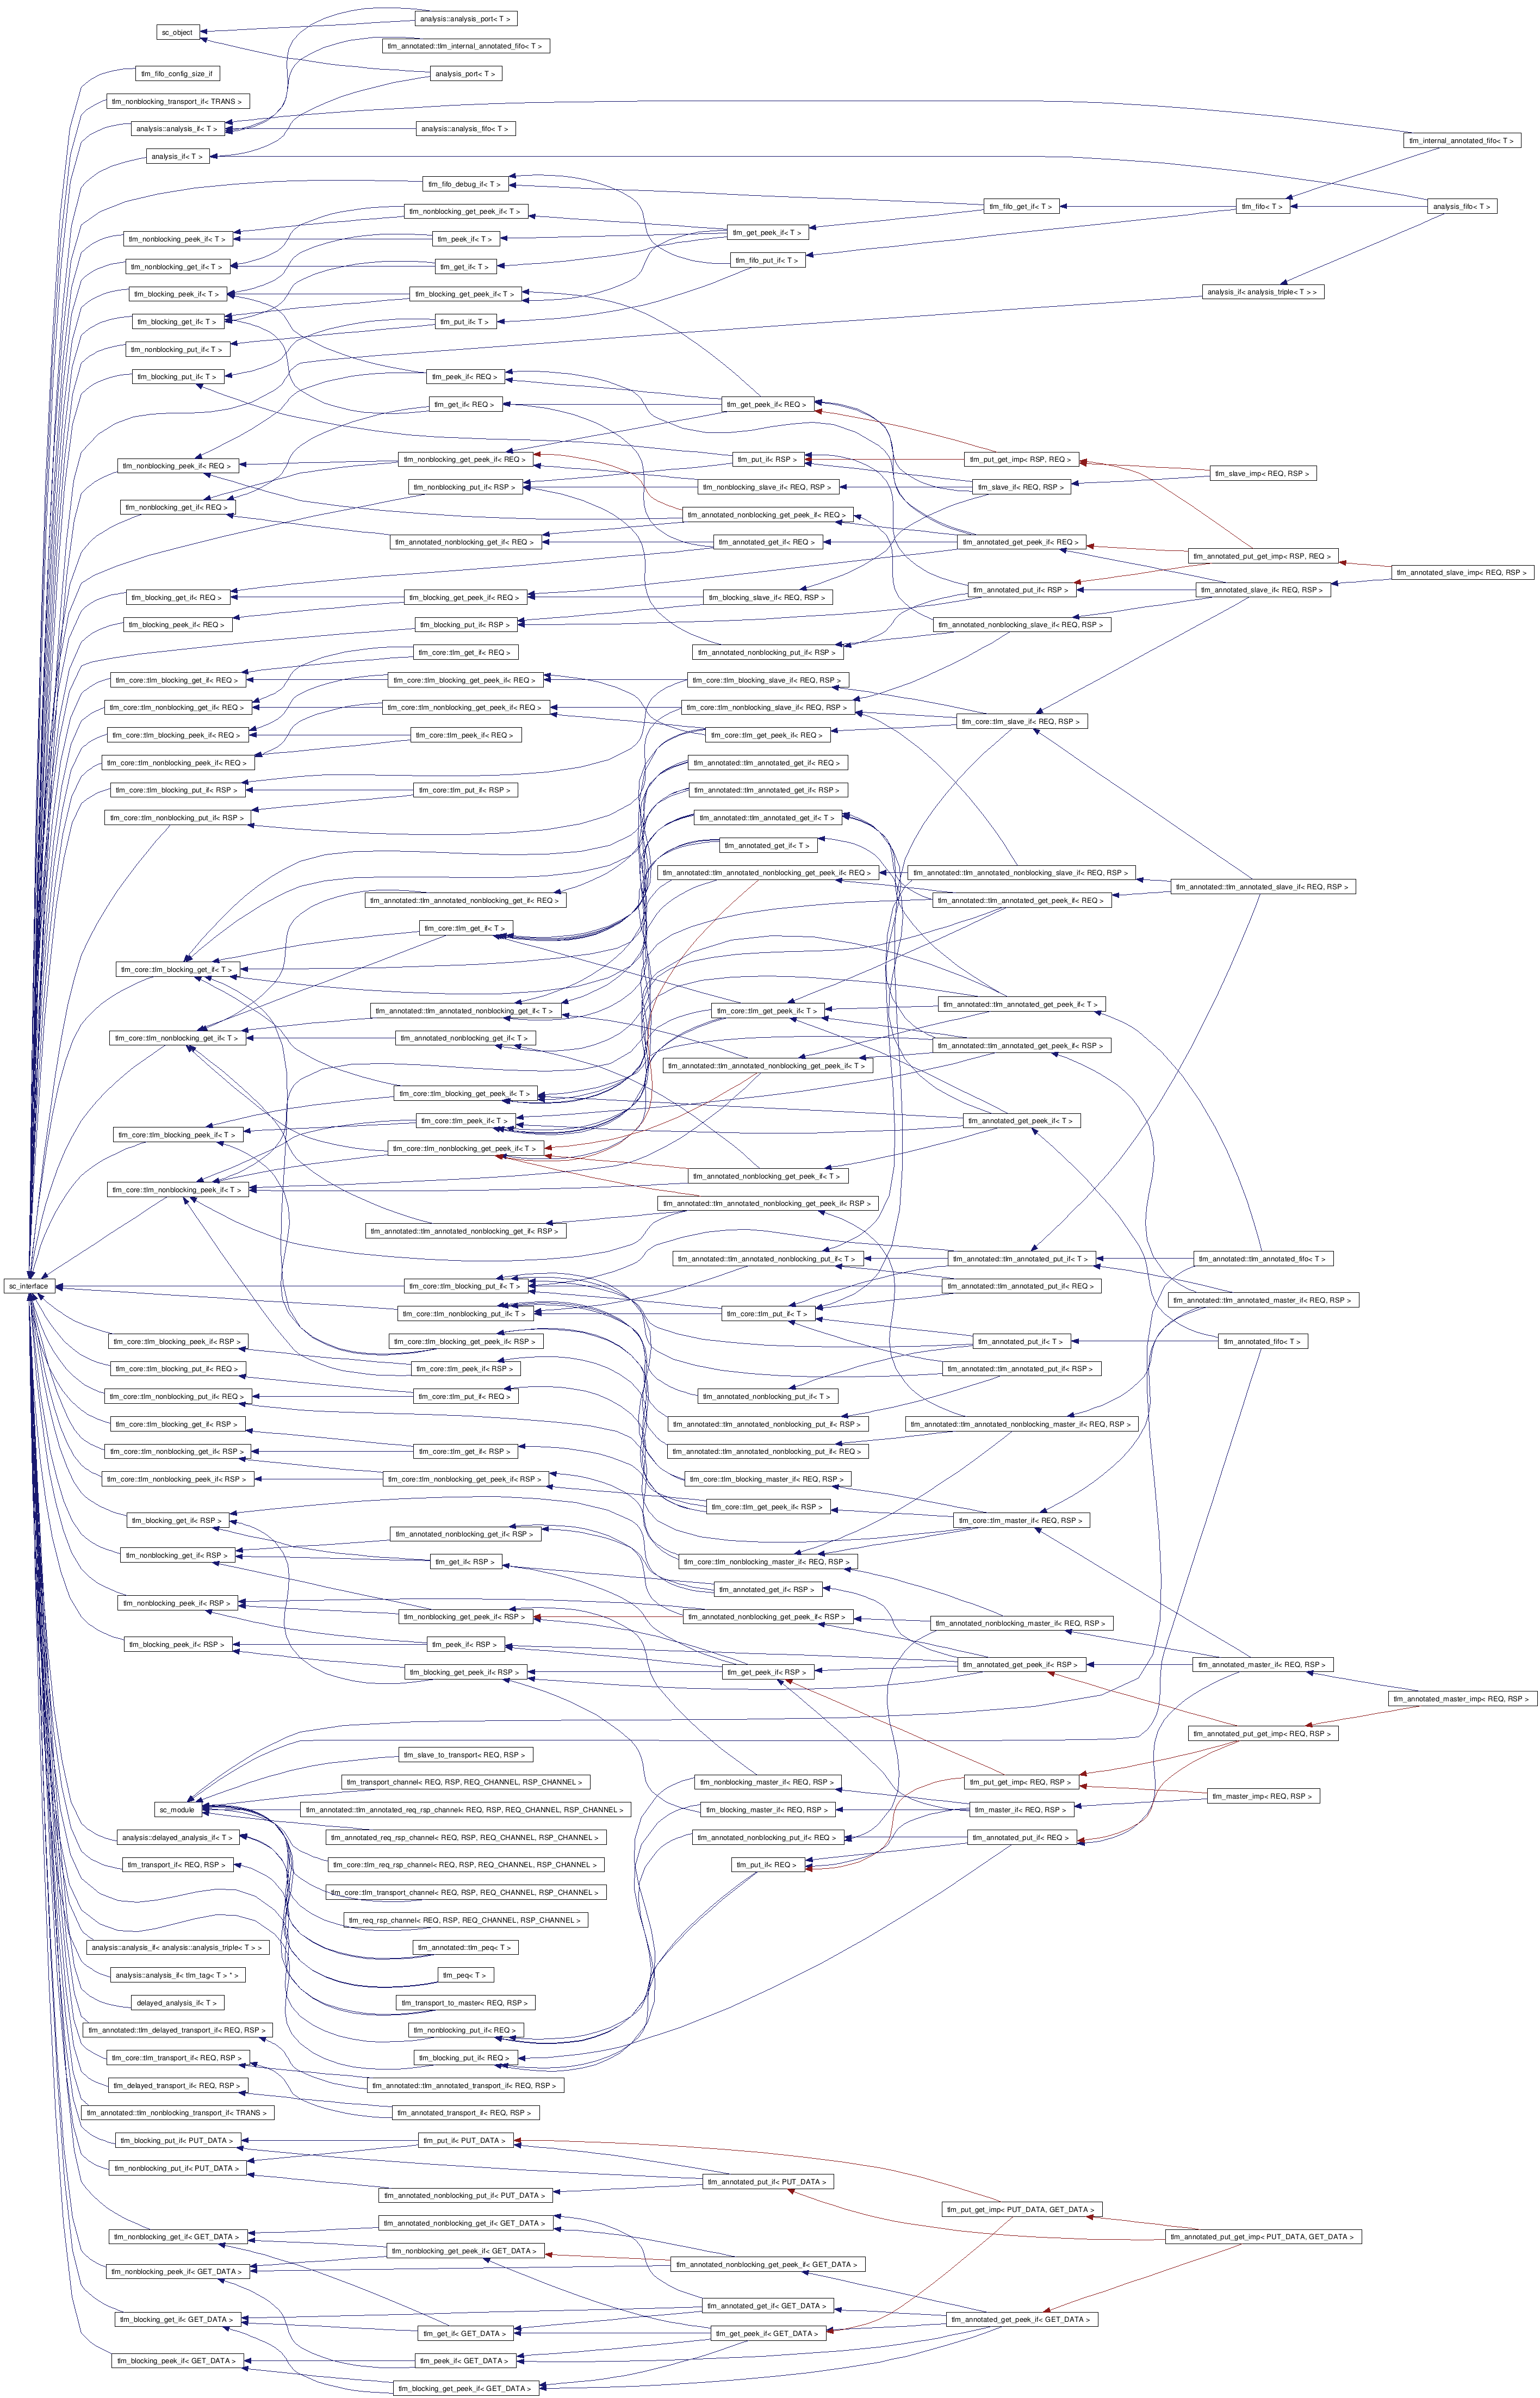 analysis::analysis_port< T >
sc_object
tlm_annotated::tlm_internal_annotated_fifo< T >
tlm_fifo_config_size_if
analysis_port< T >
tlm_nonblocking_transport_if< TRANS >
analysis::analysis_if< T >
analysis::analysis_fifo< T >
tlm_internal_annotated_fifo< T >
analysis_if< T >
tlm_fifo_debug_if< T >
tlm_nonblocking_get_peek_if< T >
tlm_fifo_get_if< T >
tlm_fifo< T >
analysis_fifo< T >
tlm_nonblocking_peek_if< T >
tlm_peek_if< T >
tlm_get_peek_if< T >
tlm_nonblocking_get_if< T >
tlm_get_if< T >
tlm_fifo_put_if< T >
tlm_blocking_peek_if< T >
tlm_blocking_get_peek_if< T >
analysis_if< analysis_triple< T > >
tlm_blocking_get_if< T >
tlm_put_if< T >
tlm_nonblocking_put_if< T >
tlm_blocking_put_if< T >
tlm_peek_if< REQ >
tlm_get_if< REQ >
tlm_get_peek_if< REQ >
tlm_nonblocking_peek_if< REQ >
tlm_nonblocking_get_peek_if< REQ >
tlm_put_if< RSP >
tlm_put_get_imp< RSP, REQ >
tlm_slave_imp< REQ, RSP >
tlm_nonblocking_put_if< RSP >
tlm_nonblocking_slave_if< REQ, RSP >
tlm_slave_if< REQ, RSP >
tlm_nonblocking_get_if< REQ >
tlm_annotated_nonblocking_get_peek_if< REQ >
tlm_annotated_nonblocking_get_if< REQ >
tlm_annotated_get_if< REQ >
tlm_annotated_get_peek_if< REQ >
tlm_annotated_put_get_imp< RSP, REQ >
tlm_annotated_slave_imp< REQ, RSP >
tlm_blocking_get_if< REQ >
tlm_blocking_get_peek_if< REQ >
tlm_blocking_slave_if< REQ, RSP >
tlm_annotated_put_if< RSP >
tlm_annotated_slave_if< REQ, RSP >
tlm_blocking_peek_if< REQ >
tlm_blocking_put_if< RSP >
tlm_annotated_nonblocking_slave_if< REQ, RSP >
tlm_core::tlm_get_if< REQ >
tlm_annotated_nonblocking_put_if< RSP >
tlm_core::tlm_blocking_get_if< REQ >
tlm_core::tlm_blocking_get_peek_if< REQ >
tlm_core::tlm_blocking_slave_if< REQ, RSP >
tlm_core::tlm_nonblocking_get_if< REQ >
tlm_core::tlm_nonblocking_get_peek_if< REQ >
tlm_core::tlm_nonblocking_slave_if< REQ, RSP >
tlm_core::tlm_slave_if< REQ, RSP >
tlm_core::tlm_blocking_peek_if< REQ >
tlm_core::tlm_peek_if< REQ >
tlm_core::tlm_get_peek_if< REQ >
tlm_core::tlm_nonblocking_peek_if< REQ >
tlm_annotated::tlm_annotated_get_if< REQ >
tlm_core::tlm_blocking_put_if< RSP >
tlm_core::tlm_put_if< RSP >
tlm_annotated::tlm_annotated_get_if< RSP >
tlm_core::tlm_nonblocking_put_if< RSP >
tlm_annotated::tlm_annotated_get_if< T >
tlm_annotated_get_if< T >
tlm_annotated::tlm_annotated_nonblocking_get_peek_if< REQ >
tlm_annotated::tlm_annotated_nonblocking_slave_if< REQ, RSP >
tlm_annotated::tlm_annotated_slave_if< REQ, RSP >
tlm_annotated::tlm_annotated_nonblocking_get_if< REQ >
tlm_annotated::tlm_annotated_get_peek_if< REQ >
tlm_core::tlm_get_if< T >
tlm_core::tlm_blocking_get_if< T >
tlm_annotated::tlm_annotated_nonblocking_get_if< T >
tlm_core::tlm_get_peek_if< T >
tlm_annotated::tlm_annotated_get_peek_if< T >
tlm_core::tlm_nonblocking_get_if< T >
tlm_annotated_nonblocking_get_if< T >
tlm_annotated::tlm_annotated_get_peek_if< RSP >
tlm_annotated::tlm_annotated_nonblocking_get_peek_if< T >
tlm_core::tlm_blocking_get_peek_if< T >
tlm_core::tlm_peek_if< T >
tlm_annotated_get_peek_if< T >
tlm_core::tlm_blocking_peek_if< T >
tlm_core::tlm_nonblocking_get_peek_if< T >
tlm_annotated_nonblocking_get_peek_if< T >
tlm_core::tlm_nonblocking_peek_if< T >
tlm_annotated::tlm_annotated_nonblocking_get_peek_if< RSP >
tlm_annotated::tlm_annotated_nonblocking_get_if< RSP >
tlm_annotated::tlm_annotated_nonblocking_put_if< T >
tlm_annotated::tlm_annotated_put_if< T >
tlm_annotated::tlm_annotated_fifo< T >
sc_interface
tlm_core::tlm_blocking_put_if< T >
tlm_annotated::tlm_annotated_put_if< REQ >
tlm_annotated::tlm_annotated_master_if< REQ, RSP >
tlm_core::tlm_nonblocking_put_if< T >
tlm_core::tlm_put_if< T >
tlm_core::tlm_blocking_peek_if< RSP >
tlm_core::tlm_blocking_get_peek_if< RSP >
tlm_annotated_put_if< T >
tlm_annotated_fifo< T >
tlm_core::tlm_blocking_put_if< REQ >
tlm_core::tlm_peek_if< RSP >
tlm_annotated::tlm_annotated_put_if< RSP >
tlm_core::tlm_nonblocking_put_if< REQ >
tlm_core::tlm_put_if< REQ >
tlm_annotated_nonblocking_put_if< T >
tlm_core::tlm_blocking_get_if< RSP >
tlm_annotated::tlm_annotated_nonblocking_put_if< RSP >
tlm_annotated::tlm_annotated_nonblocking_master_if< REQ, RSP >
tlm_core::tlm_nonblocking_get_if< RSP >
tlm_core::tlm_get_if< RSP >
tlm_annotated::tlm_annotated_nonblocking_put_if< REQ >
tlm_core::tlm_nonblocking_peek_if< RSP >
tlm_core::tlm_nonblocking_get_peek_if< RSP >
tlm_core::tlm_blocking_master_if< REQ, RSP >
tlm_core::tlm_get_peek_if< RSP >
tlm_blocking_get_if< RSP >
tlm_core::tlm_master_if< REQ, RSP >
tlm_annotated_nonblocking_get_if< RSP >
tlm_nonblocking_get_if< RSP >
tlm_get_if< RSP >
tlm_core::tlm_nonblocking_master_if< REQ, RSP >
tlm_annotated_get_if< RSP >
tlm_nonblocking_peek_if< RSP >
tlm_nonblocking_get_peek_if< RSP >
tlm_annotated_nonblocking_get_peek_if< RSP >
tlm_annotated_nonblocking_master_if< REQ, RSP >
tlm_blocking_peek_if< RSP >
tlm_peek_if< RSP >
tlm_blocking_get_peek_if< RSP >
tlm_get_peek_if< RSP >
tlm_annotated_get_peek_if< RSP >
tlm_annotated_master_if< REQ, RSP >
tlm_annotated_master_imp< REQ, RSP >
tlm_annotated_put_get_imp< REQ, RSP >
tlm_slave_to_transport< REQ, RSP >
tlm_transport_channel< REQ, RSP, REQ_CHANNEL, RSP_CHANNEL >
tlm_nonblocking_master_if< REQ, RSP >
tlm_put_get_imp< REQ, RSP >
tlm_master_imp< REQ, RSP >
sc_module
tlm_annotated::tlm_annotated_req_rsp_channel< REQ, RSP, REQ_CHANNEL, RSP_CHANNEL >
tlm_blocking_master_if< REQ, RSP >
tlm_master_if< REQ, RSP >
analysis::delayed_analysis_if< T >
tlm_annotated_req_rsp_channel< REQ, RSP, REQ_CHANNEL, RSP_CHANNEL >
tlm_annotated_nonblocking_put_if< REQ >
tlm_annotated_put_if< REQ >
tlm_transport_if< REQ, RSP >
tlm_core::tlm_req_rsp_channel< REQ, RSP, REQ_CHANNEL, RSP_CHANNEL >
tlm_put_if< REQ >
tlm_core::tlm_transport_channel< REQ, RSP, REQ_CHANNEL, RSP_CHANNEL >
tlm_req_rsp_channel< REQ, RSP, REQ_CHANNEL, RSP_CHANNEL >
analysis::analysis_if< analysis::analysis_triple< T > >
tlm_annotated::tlm_peq< T >
analysis::analysis_if< tlm_tag< T > * >
tlm_peq< T >
delayed_analysis_if< T >
tlm_transport_to_master< REQ, RSP >
tlm_annotated::tlm_delayed_transport_if< REQ, RSP >
tlm_nonblocking_put_if< REQ >
tlm_core::tlm_transport_if< REQ, RSP >
tlm_blocking_put_if< REQ >
tlm_delayed_transport_if< REQ, RSP >
tlm_annotated::tlm_annotated_transport_if< REQ, RSP >
tlm_annotated::tlm_nonblocking_transport_if< TRANS >
tlm_annotated_transport_if< REQ, RSP >
tlm_blocking_put_if< PUT_DATA >
tlm_put_if< PUT_DATA >
tlm_nonblocking_put_if< PUT_DATA >
tlm_annotated_put_if< PUT_DATA >
tlm_annotated_nonblocking_put_if< PUT_DATA >
tlm_put_get_imp< PUT_DATA, GET_DATA >
tlm_annotated_nonblocking_get_if< GET_DATA >
tlm_nonblocking_get_if< GET_DATA >
tlm_annotated_put_get_imp< PUT_DATA, GET_DATA >
tlm_nonblocking_get_peek_if< GET_DATA >
tlm_nonblocking_peek_if< GET_DATA >
tlm_annotated_nonblocking_get_peek_if< GET_DATA >
tlm_annotated_get_if< GET_DATA >
tlm_blocking_get_if< GET_DATA >
tlm_annotated_get_peek_if< GET_DATA >
tlm_get_if< GET_DATA >
tlm_get_peek_if< GET_DATA >
tlm_blocking_peek_if< GET_DATA >
tlm_peek_if< GET_DATA >
tlm_blocking_get_peek_if< GET_DATA >